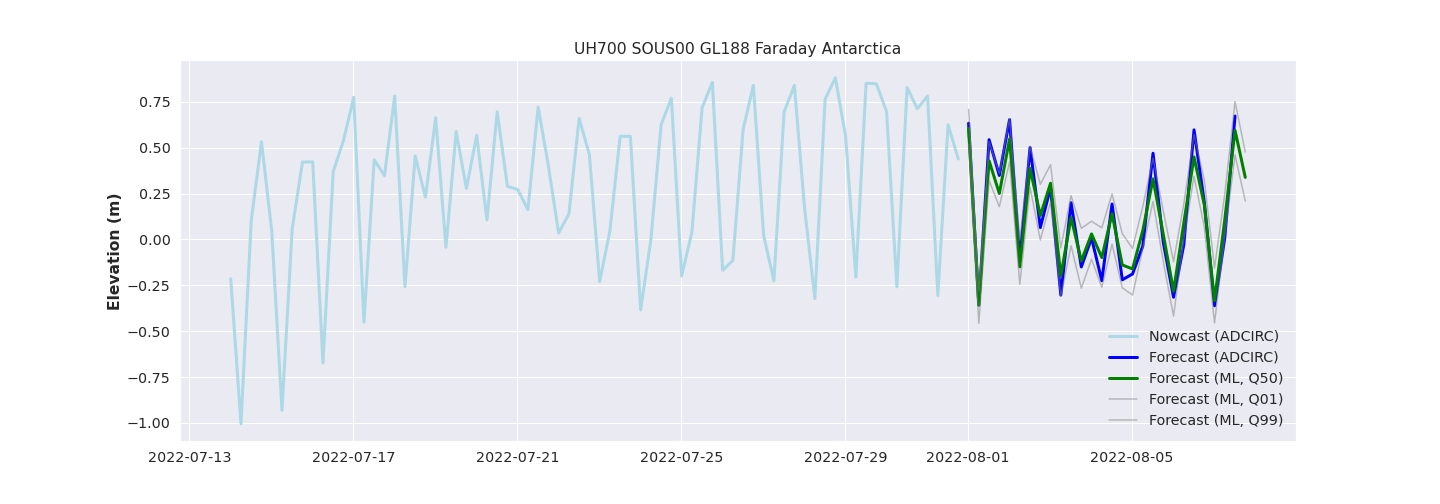 UH700 SOUS00 GL188 Faraday Antarctica
Elevation (m)
0.75
0.50
0.25
0.00
−0.25
−0.50
−0.75
−1.00
Nowcast (ADCIRC)
Forecast (ADCIRC)
Forecast (ML, Q50)
Forecast (ML, Q01)
Forecast (ML, Q99)
2022-07-13 2022-07-17 2022-07-21 2022-07-25 2022-07-29 2022-08-01 2022-08-05